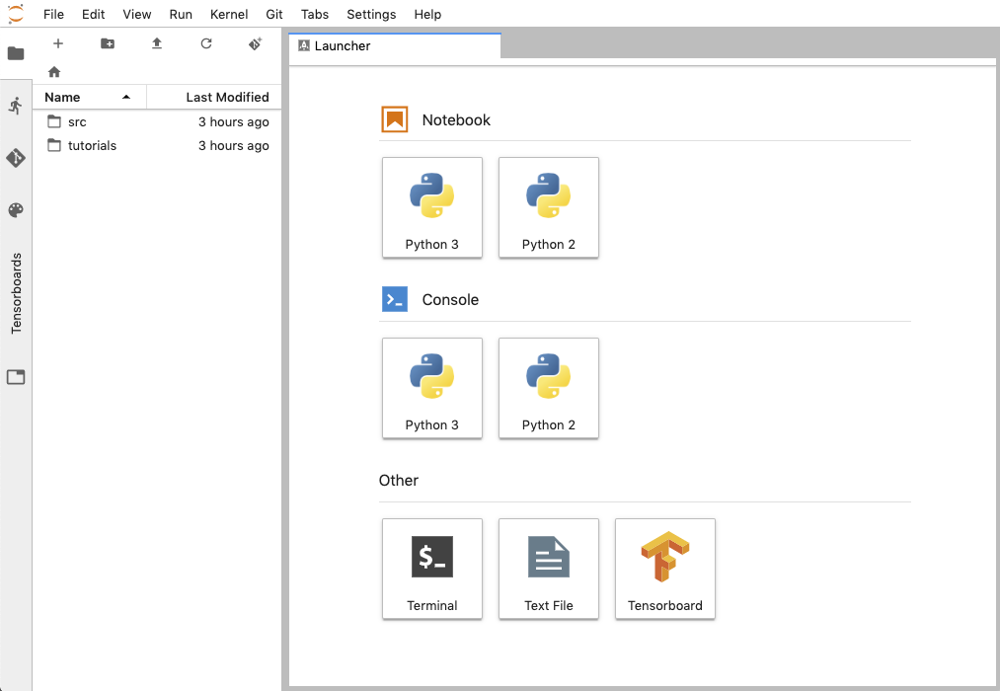 File Edit View Run Kernel Git Tabs Settings Help
Launcher
Name Last Modified
src 3 hours ago
tutorials 3 hours ago
Tensorboards
Notebook
Python 3 Python 2
Console
Python 3 Python 2
Other
$_
Terminal Text File Tensorboard